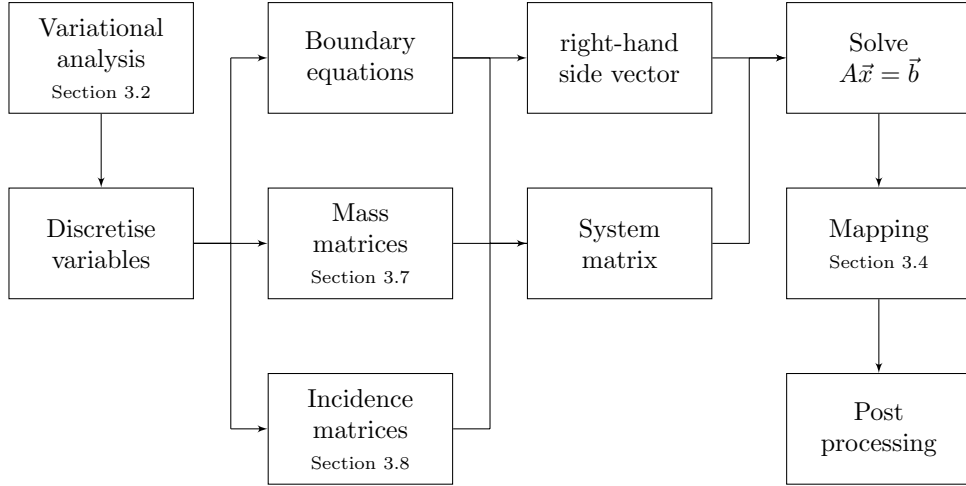 Variational
analysis
Section 3.2
Boundary
equations
right-hand
side vector
Solve
$A\vec{x} = \vec{b}$
Discretise
variables
Mass
matrices
Section 3.7
System
matrix
Mapping
Section 3.4
Incidence
matrices
Section 3.8
Post
processing